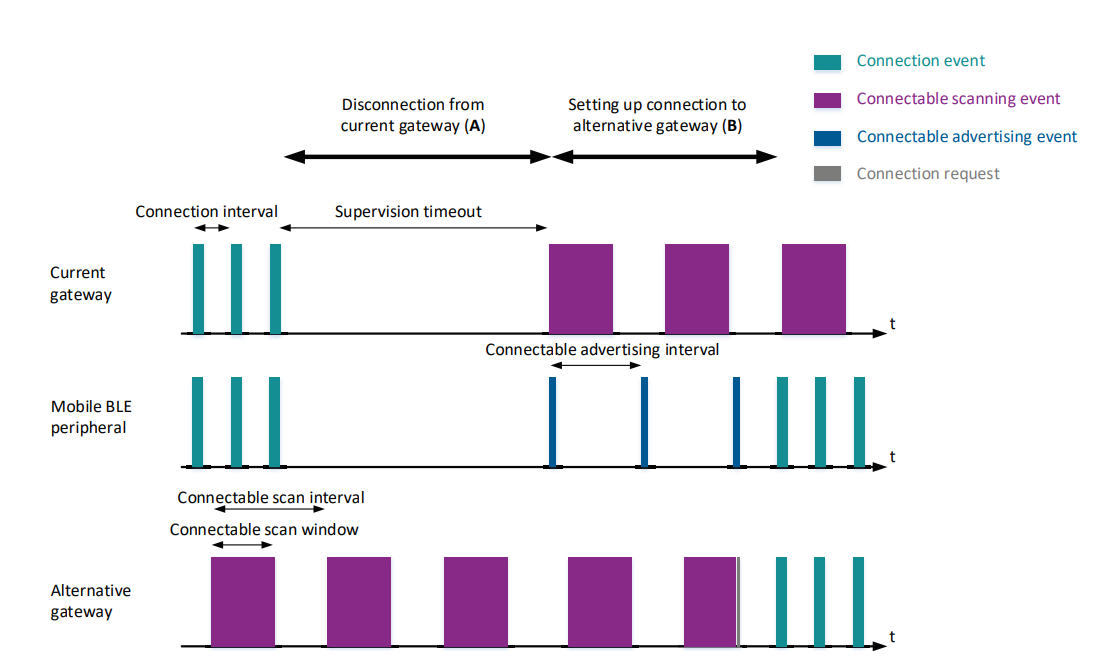 Connection event
Connectable scanning event
Connectable advertising event
Connection request
Disconnection from
current gateway (A)
Setting up connection to
alternative gateway (B)
Connection interval
Supervision timeout
Current
gateway
t
Connectable advertising interval
Mobile BLE
peripheral
t
Connectable scan interval
Connectable scan window
Alternative
gateway
t